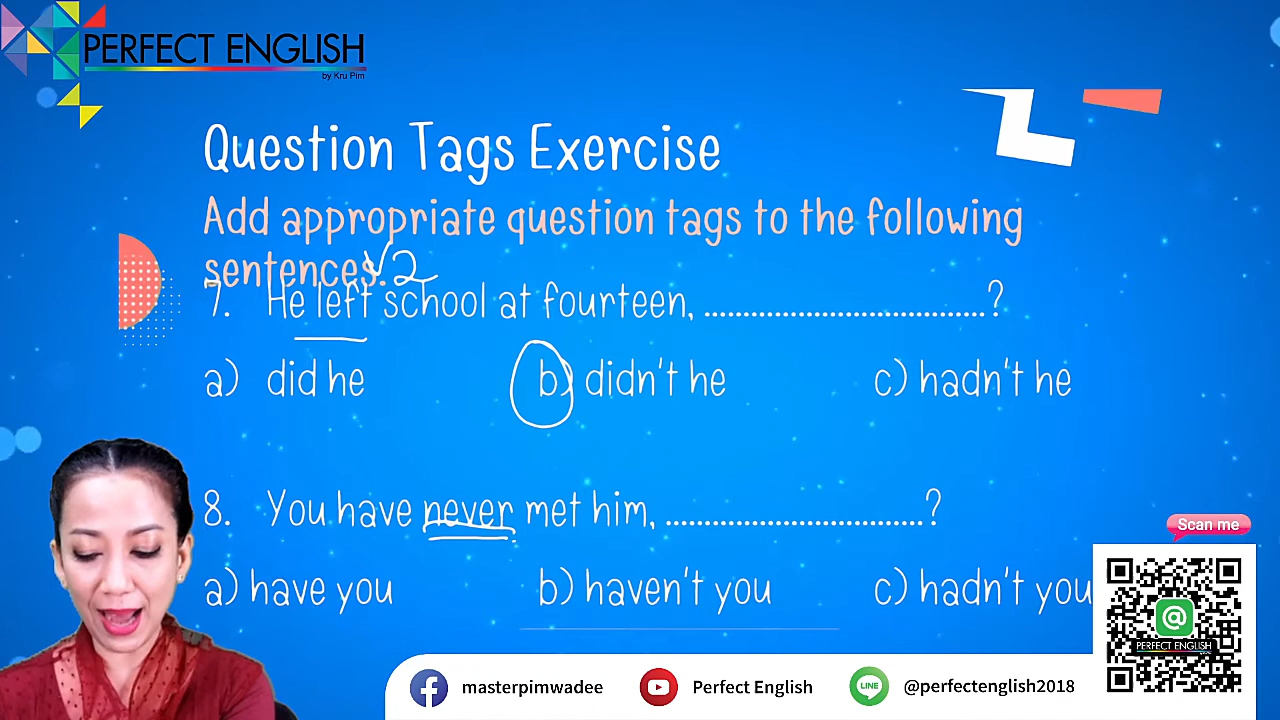 PERFECT ENGLISH
by Kru Pim
Question Tags Exercise
Add appropriate question tags to the following
sentences.
√2
7. He left school at fourteen, ....................................?
a) did he b) didn't he c) hadn't he
8. You have never met him, .................................?
a) have you b) haven't you c) hadn't you
Scan me
@
PERFECT ENGLISH
masterpimwadee Perfect English LINE @perfectenglish2018